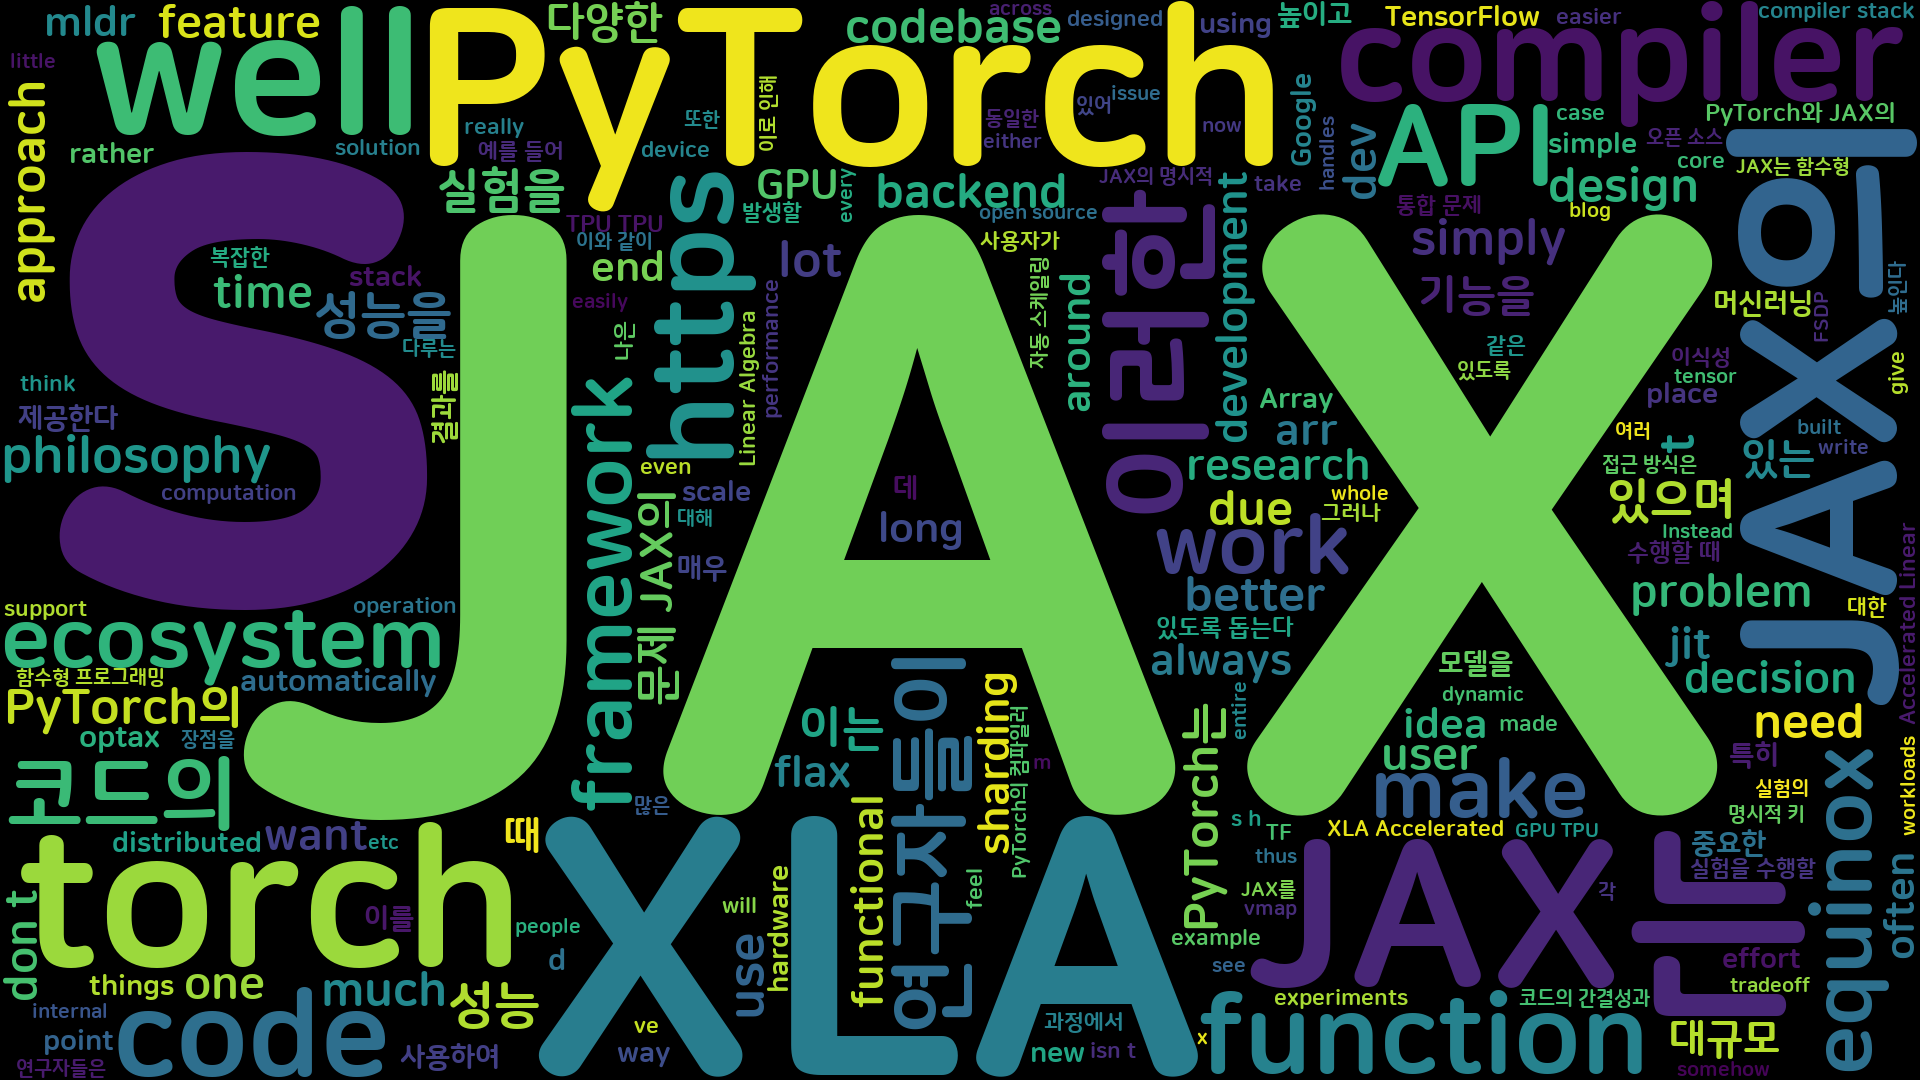 mldr
feature
다양한
codebase
across
designed
using
높이고
TensorFlow
easier
compiler stack
little
well
PyTorch
compiler
approach
rather
solution
really
예를 들어
device
또한
이로 인해
동일한
either
있어
issue
now
Google
handles
dev
API
case
simple
오픈 소스
core
PyTorch와 JAX의
JAX는 함수형
design
blog
실험을
GPU
발생할
every
backend
open source
JAX의 명시적
take
통합 문제
simply
기능을
S
JAX
https
TPU TPU
이와 같이
end
lot
사용자가
이러한
development
JAX의
복잡한
time
stack
성능을
다루는
easily
나은
Linear Algebra
performance
자동 스케일링
around
같은
있도록
머신러닝
FSDP
높인다
이식성
tensor
place
give
think
제공한다
결과를
framework
philosophy
computation
even
문제 JAX의
scale
대해
매우
데
long
Array
arr
research
due
whole
그러나
work
better
여러
t
접근 방식은
built
write
있는
있으며
Instead
수행할 때
Accelerated Linear
problem
대한
support
operation
ecosystem
함수형 프로그래밍
automatically
PyTorch의
optax
장점을
있도록 돕는다
always
모델을
dynamic
idea
made
user
make
jit
decision
need
특히
코드의
많은
이는
flax
연구자들이
sharding
PyTorch의 컴파일러
m
PyTorch는
entire
equinox
workloads
실험의
명시적 키
distributed
want
etc
때
torch
XLA
functional
feel
s h
TF
thus
XLA Accelerated
GPU TPU
JAX를
vmap
JAX는
각
중요한
실험을 수행할
often
don t
이를
people
d
will
use
hardware
example
see
effort
tradeoff
things
one
much
성능
internal
point
code
사용하여
연구자들은
ve
way
과정에서
new
isn t
x
experiments
function
코드의 간결성과
대규모
somehow